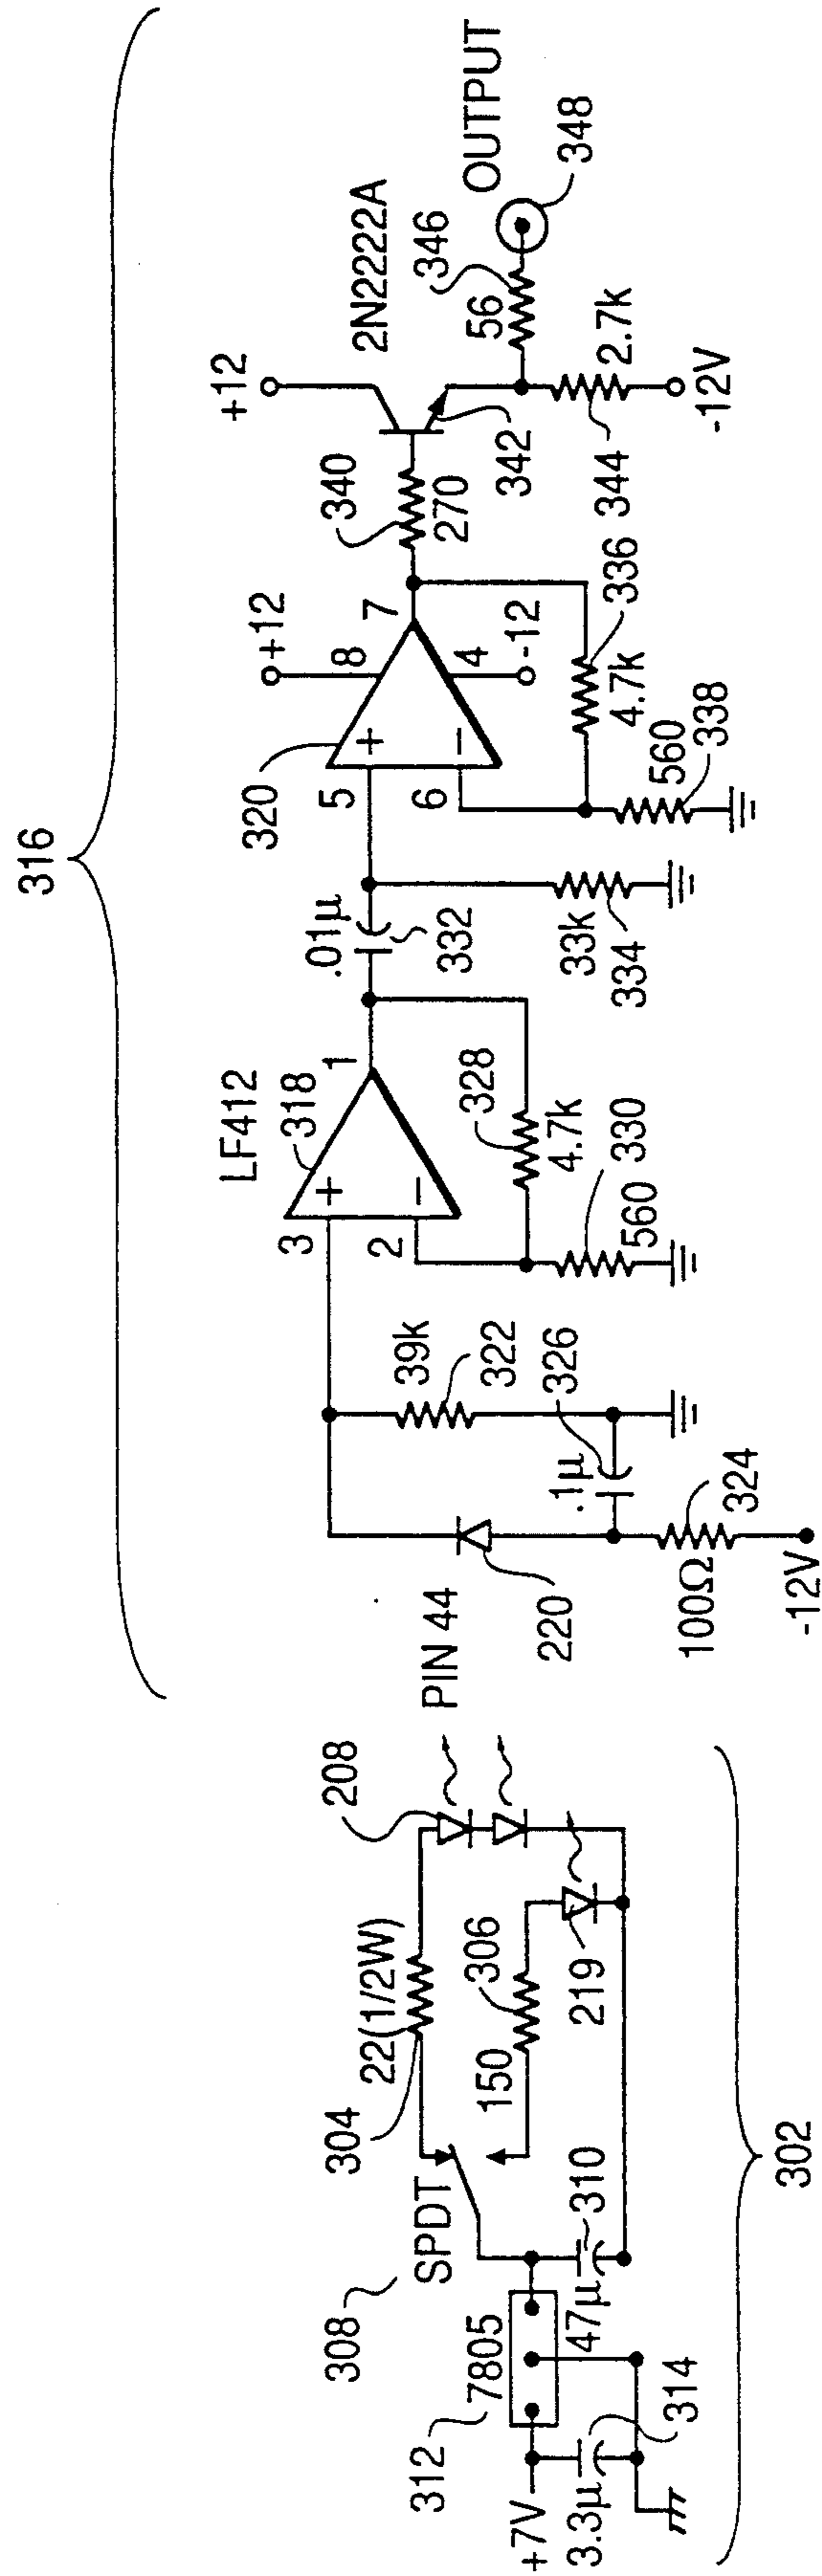 316
+12
2N2222A
OUTPUT
346
56
348
342
344
2.7k
-12V
340
270
+12
320
+
−
5
6
7
8
4
-12
336
4.7k
560
338
.01µ
332
33k
334
LF412
318
+
−
3
2
1
328
4.7k
330
560
39k
322
326
.1µ
324
100Ω
-12V
220
PIN 44
208
22(1/2W)
304
306
150
219
SPDT
308
310
47µ
7805
312
314
+7V
3.3µ
302